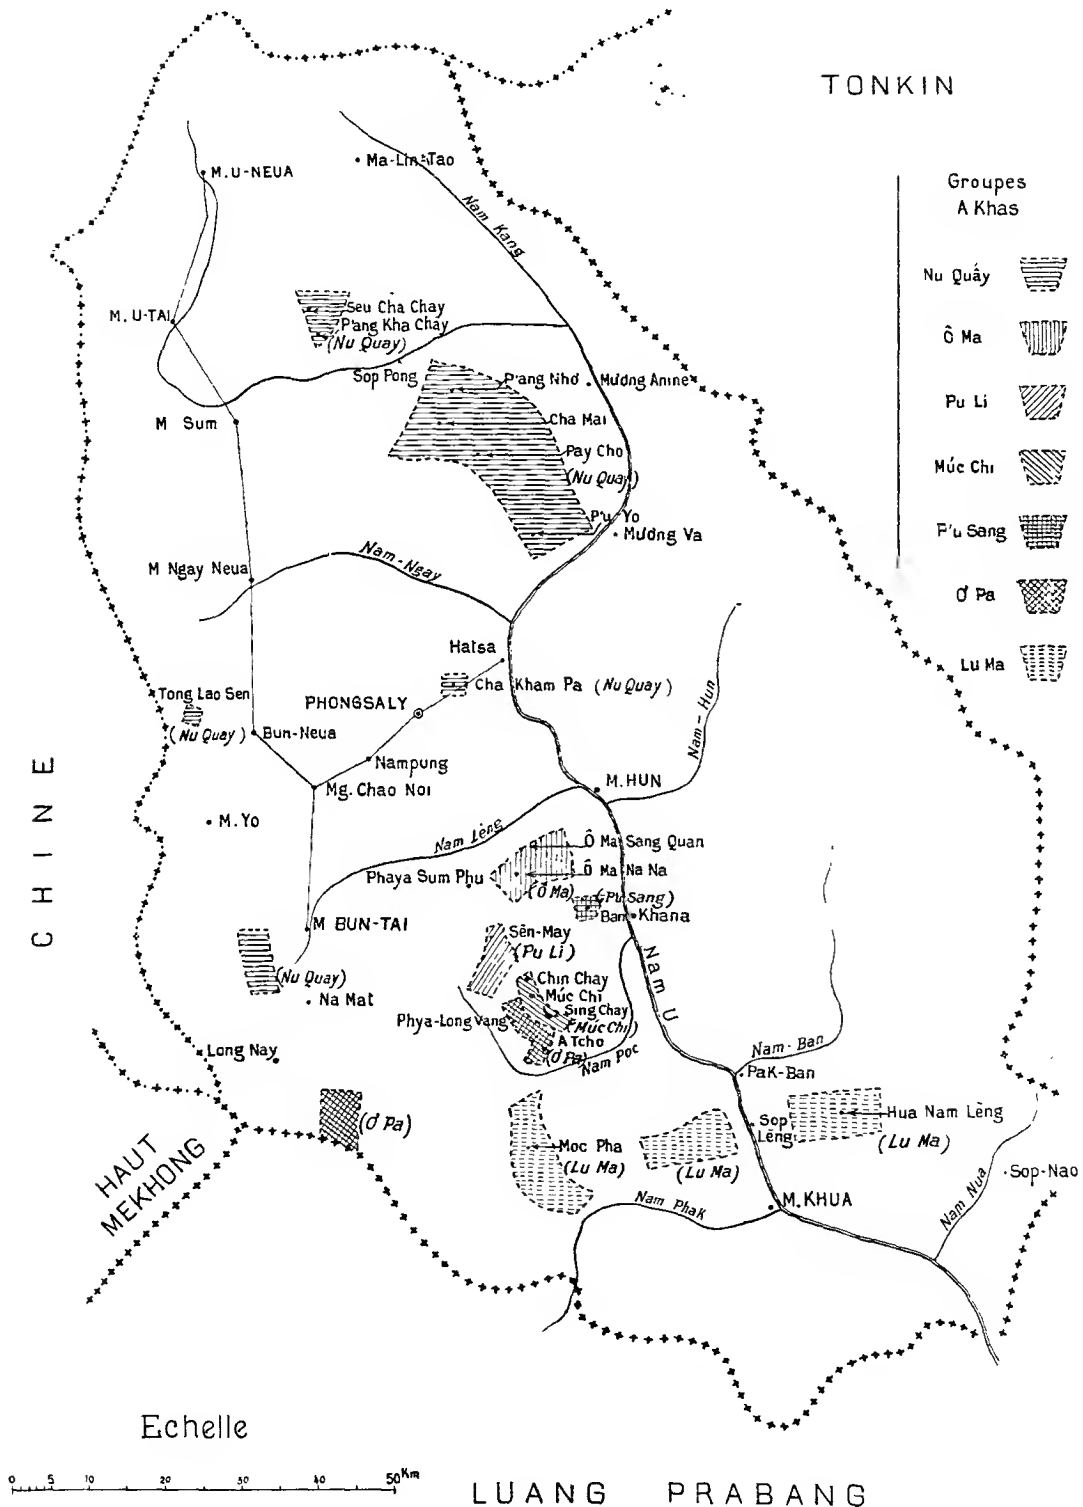 TONKIN
Groupes
A Khas
Nu Quấy
Ô Ma
Pu Li
Múc Chi
P'u Sang
Ơ Pa
Lu Ma
M. U-NEUA
Ma-Lin-Tao
Nam Kang
M. U-TAI
Seu Cha Chay
P'ang Kha Chay
(Nu Quay)
Sop Pong
P'ang Nhơ
Mương Anine
M Sum
Cha Mai
Pay Cho
(Nu Quay)
P'u Yo
Mương Va
Nam-Ngay
M Ngay Neua
Hatsa
Tong Lao Sen
PHONGSALY
Cha Kham Pa (Nu Quay)
Nam-Hun
(Nu Quay)
Bun-Neua
Nampung
CHINE
Mg. Chao Noi
M. HUN
M. Yo
Nam Lèng
Ô Ma Sang Quan
Ô Ma Na Na
Phaya Sum Phu
(Ô Ma)
(Pu Sang)
Ban Khana
M BUN-TAI
Sên-May
(Pu Li)
Nam U
(Nu Quay)
Chin Chay
Múc Chi
Na Mat
Sing Chay
Phya-Long Vang
(Múc Chi)
A Tcho
(Ơ Pa)
Nam Poc
Long Nay
Nam-Ban
Pak-Ban
(Ơ Pa)
Sop
Lèng
Hua Nam Lèng
(Lu Ma)
Moc Pha
(Lu Ma)
(Lu Ma)
HAUT
MEKHONG
Sop-Nao
Nam Phak
M. KHUA
Nam Nua
Echelle
0 5 10 20 30 40 50 Km
LUANG PRABANG